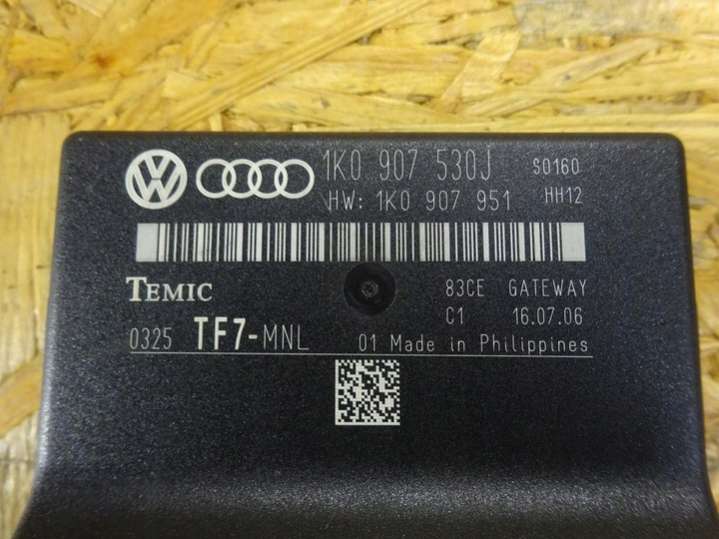 1K0 907 530J S0160
HW: 1K0 907 951 HH12
TEMIC 83CE GATEWAY
C1 16.07.06
0325 TF7-MNL 01 Made in Philippines